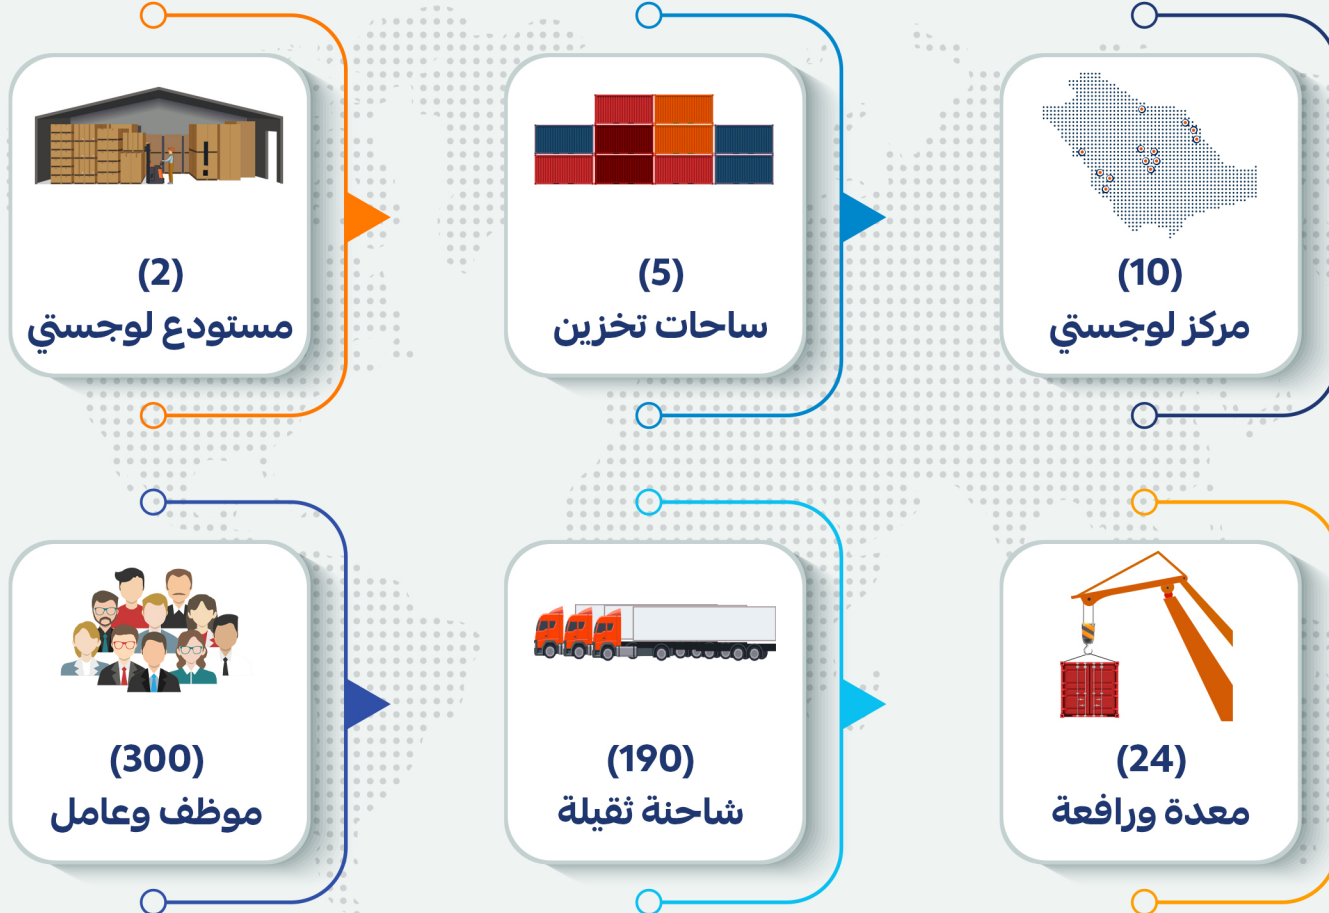 (10)
مركز لوجستي
(5)
ساحات تخزين
(2)
مستودع لوجستي
(24)
معدة ورافعة
(190)
شاحنة ثقيلة
(300)
موظف وعامل